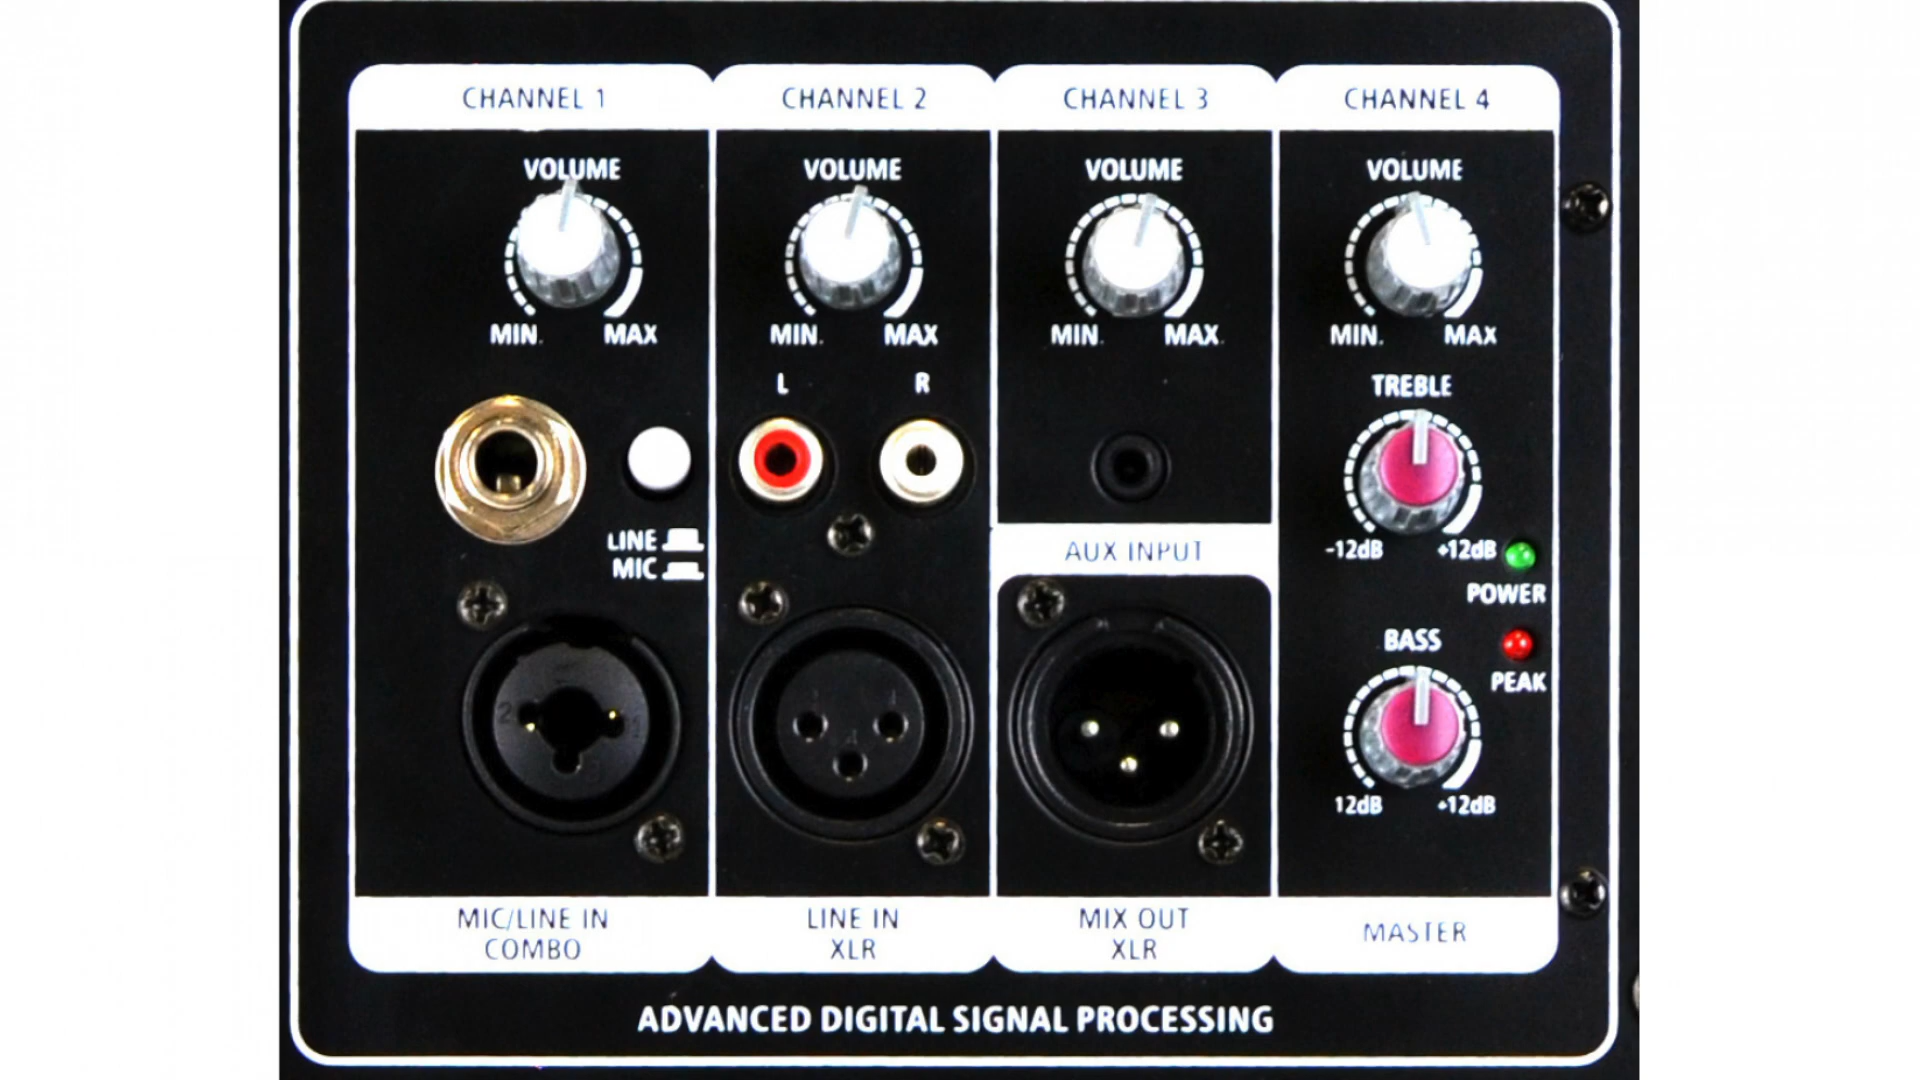 CHANNEL 1
CHANNEL 2
CHANNEL 3
CHANNEL 4
VOLUME
VOLUME
VOLUME
VOLUME
MIN.
MAX
MIN.
MAX
MIN.
MAX.
MIN.
MAX
L
R
TREBLE
LINE
MIC
AUX INPUT
-12dB
+12dB
POWER
BASS
PEAK
2
12dB
+12dB
MIC/LINE IN
COMBO
LINE IN
XLR
MIX OUT
XLR
MASTER
ADVANCED DIGITAL SIGNAL PROCESSING